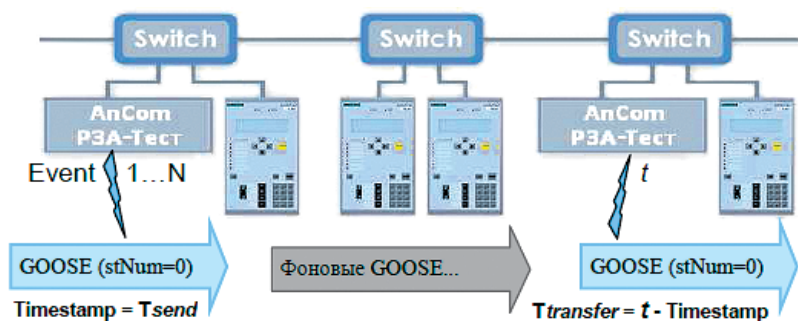 Switch
Switch
Switch
AnCom
РЗА-Тест
AnCom
РЗА-Тест
Event 1...N
t
GOOSE (stNum=0)
Фоновые GOOSE...
GOOSE (stNum=0)
Timestamp = Tsend
Ttransfer = t - Timestamp